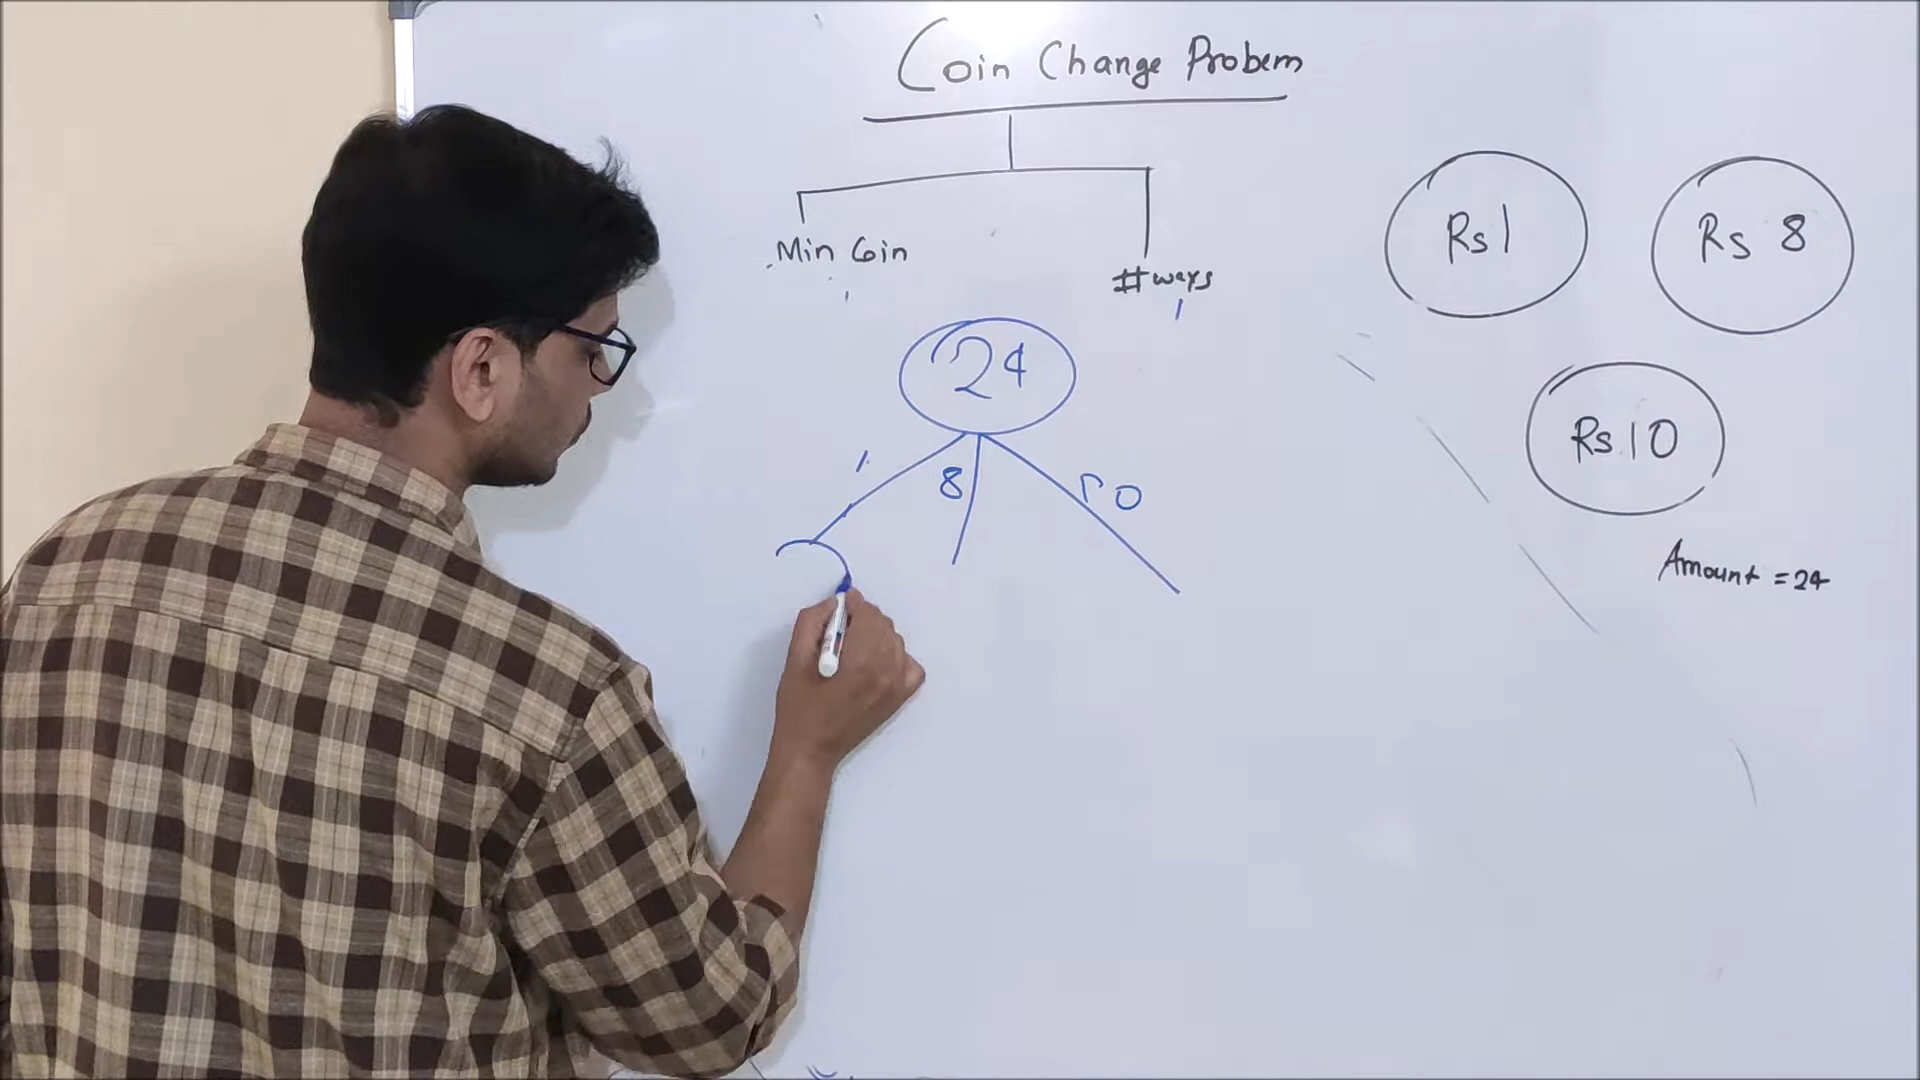 Coin Change Probem
Min Coin
#ways
Rs 1
Rs 8
Rs 10
Amount = 24
24
1
8
10